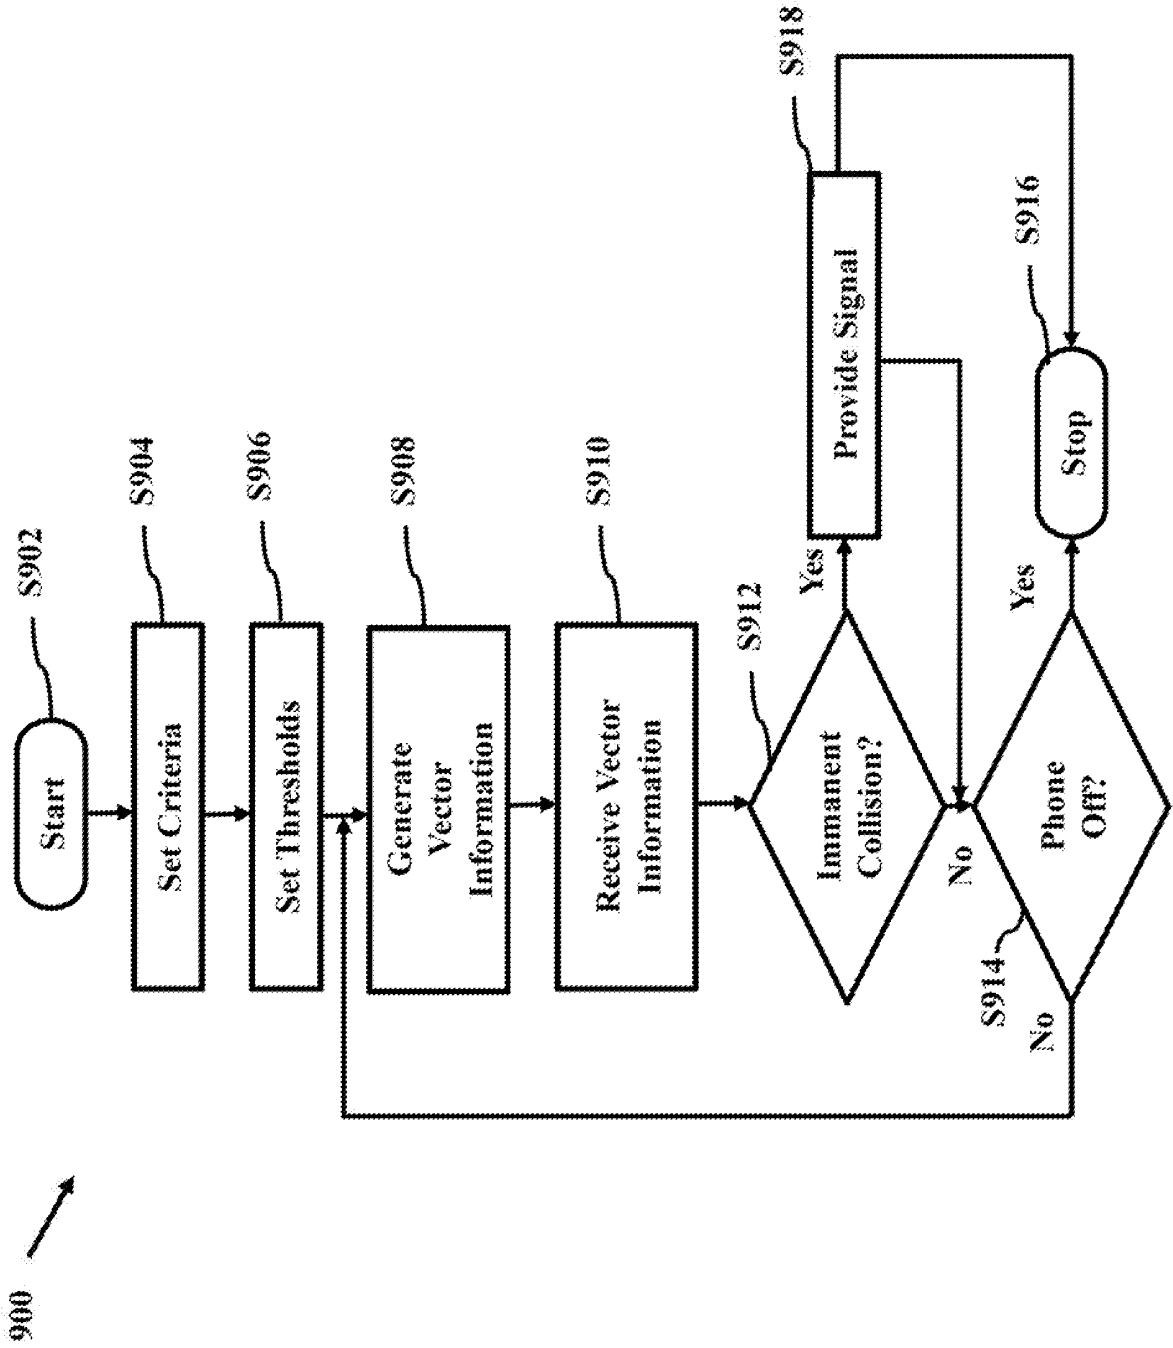 900
S902
Start
S904
Set Criteria
S906
Set Thresholds
S908
Generate
Vector
Information
S910
Receive Vector
Information
S912
Immanent
Collision?
Yes
No
S918
Provide Signal
S914
Phone
Off?
Yes
No
S916
Stop